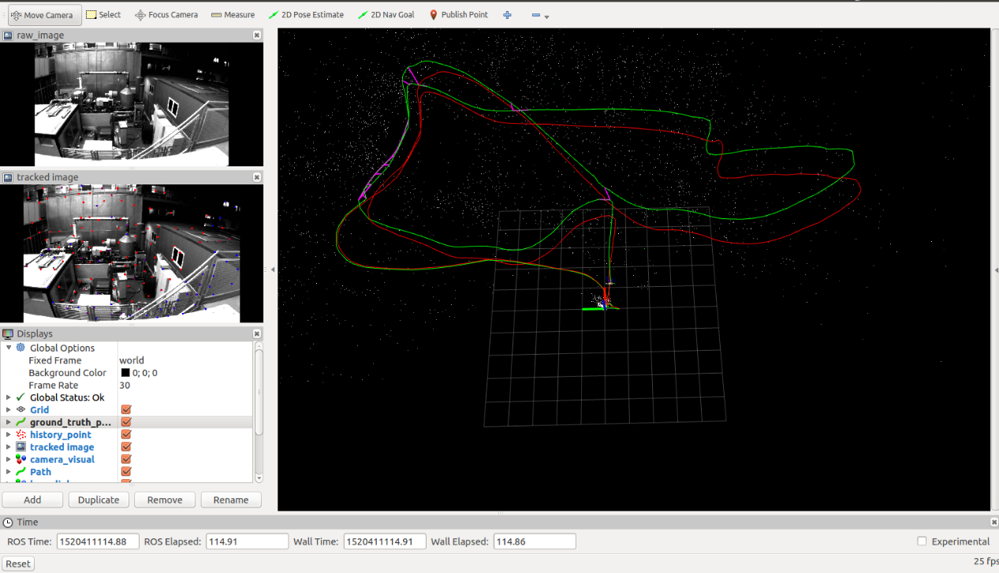 Move Camera Select Focus Camera Measure 2D Pose Estimate 2D Nav Goal Publish Point
raw_image
tracked image
Displays
Global Options
Fixed Frame world
Background Color 0; 0; 0
Frame Rate 30
Global Status: Ok
Grid
ground_truth_p...
history_point
tracked image
camera_visual
Path
Add Duplicate Remove Rename
Time
ROS Time: 1520411114.88 ROS Elapsed: 114.91 Wall Time: 1520411114.91 Wall Elapsed: 114.86 Experimental
Reset 25 fps